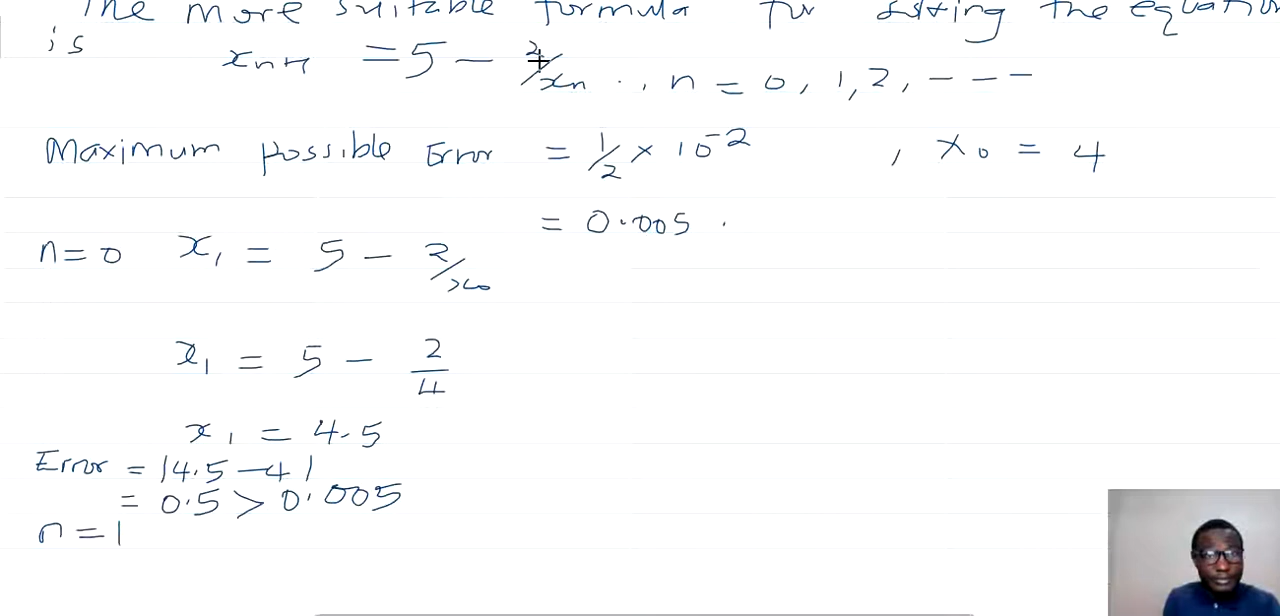 The more suitable formula for solving the equation
is
xn+1 = 5 - 2/xn , n = 0, 1, 2, - - -
Maximum possible Error = 1/2 × 10^-2 , x0 = 4
= 0.005 .
n = 0 x1 = 5 - 2/x0
x1 = 5 - 2/4
x1 = 4.5
Error = |4.5 - 4|
= 0.5 > 0.005
n = 1